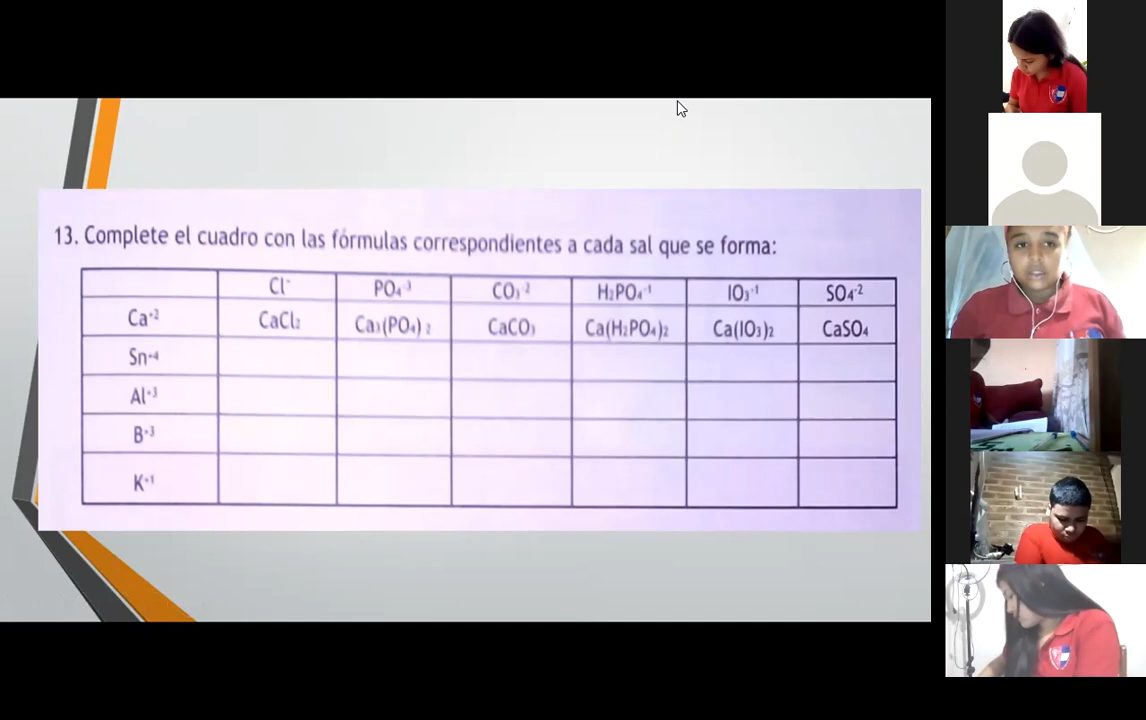 13. Complete el cuadro con las fórmulas correspondientes a cada sal que se forma:
Cl⁻ PO₄⁻³ CO₃⁻² H₂PO₄⁻¹ IO₃⁻¹ SO₄⁻²
Ca⁺² CaCl₂ Ca₃(PO₄)₂ CaCO₃ Ca(H₂PO₄)₂ Ca(IO₃)₂ CaSO₄
Sn⁺⁴
Al⁺³
B⁺³
K⁺¹